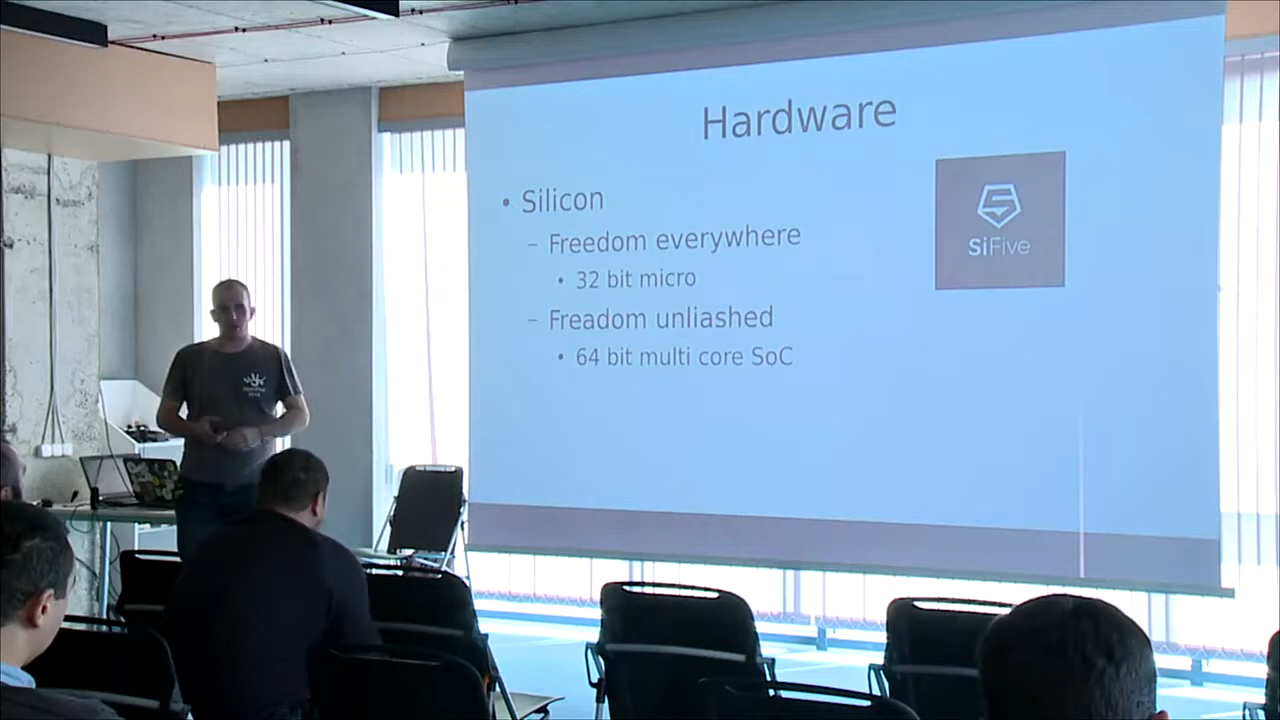 Hardware
• Silicon
– Freedom everywhere
• 32 bit micro
– Freadom unliashed
• 64 bit multi core SoC
SiFive